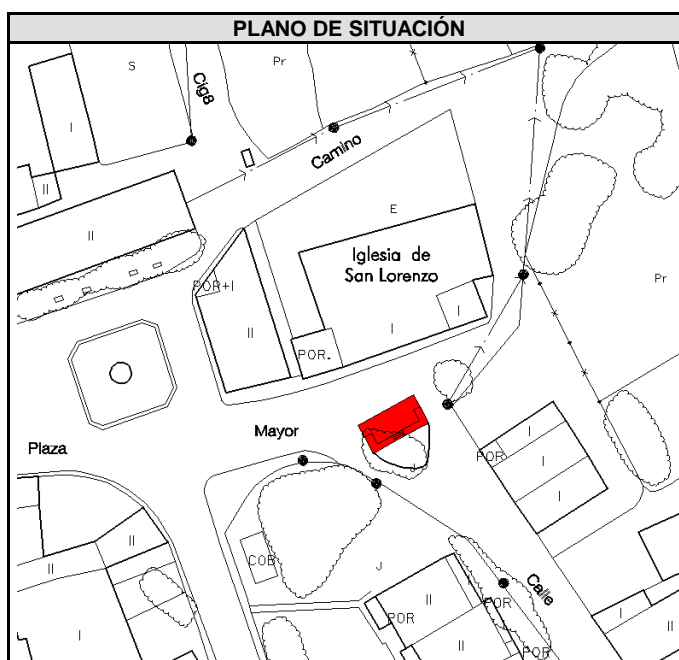 PLANO DE SITUACIÓN
S
Pr
Cig8
I
Camino
II
E
II
Iglesia de
San Lorenzo
Pr
POR+I
II
I
I
POR.
Mayor
Plaza
J
I
POR
I
I
II
COB
J
II
I
II
POR
Calle
POR
I
II
I
II
POR